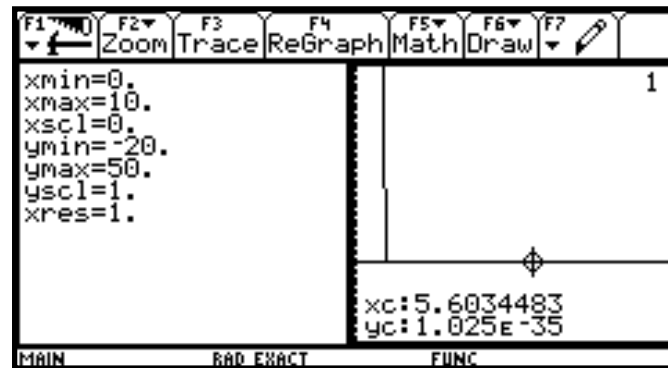 F1 F2 F3 F4 F5 F6 F7
Zoom Trace ReGraph Math Draw
xmin=0.
xmax=10.
xscl=0.
ymin=⁻20.
ymax=50.
yscl=1.
xres=1.
1
xc:5.6034483
yc:1.025ᴇ⁻35
MAIN RAD EXACT FUNC